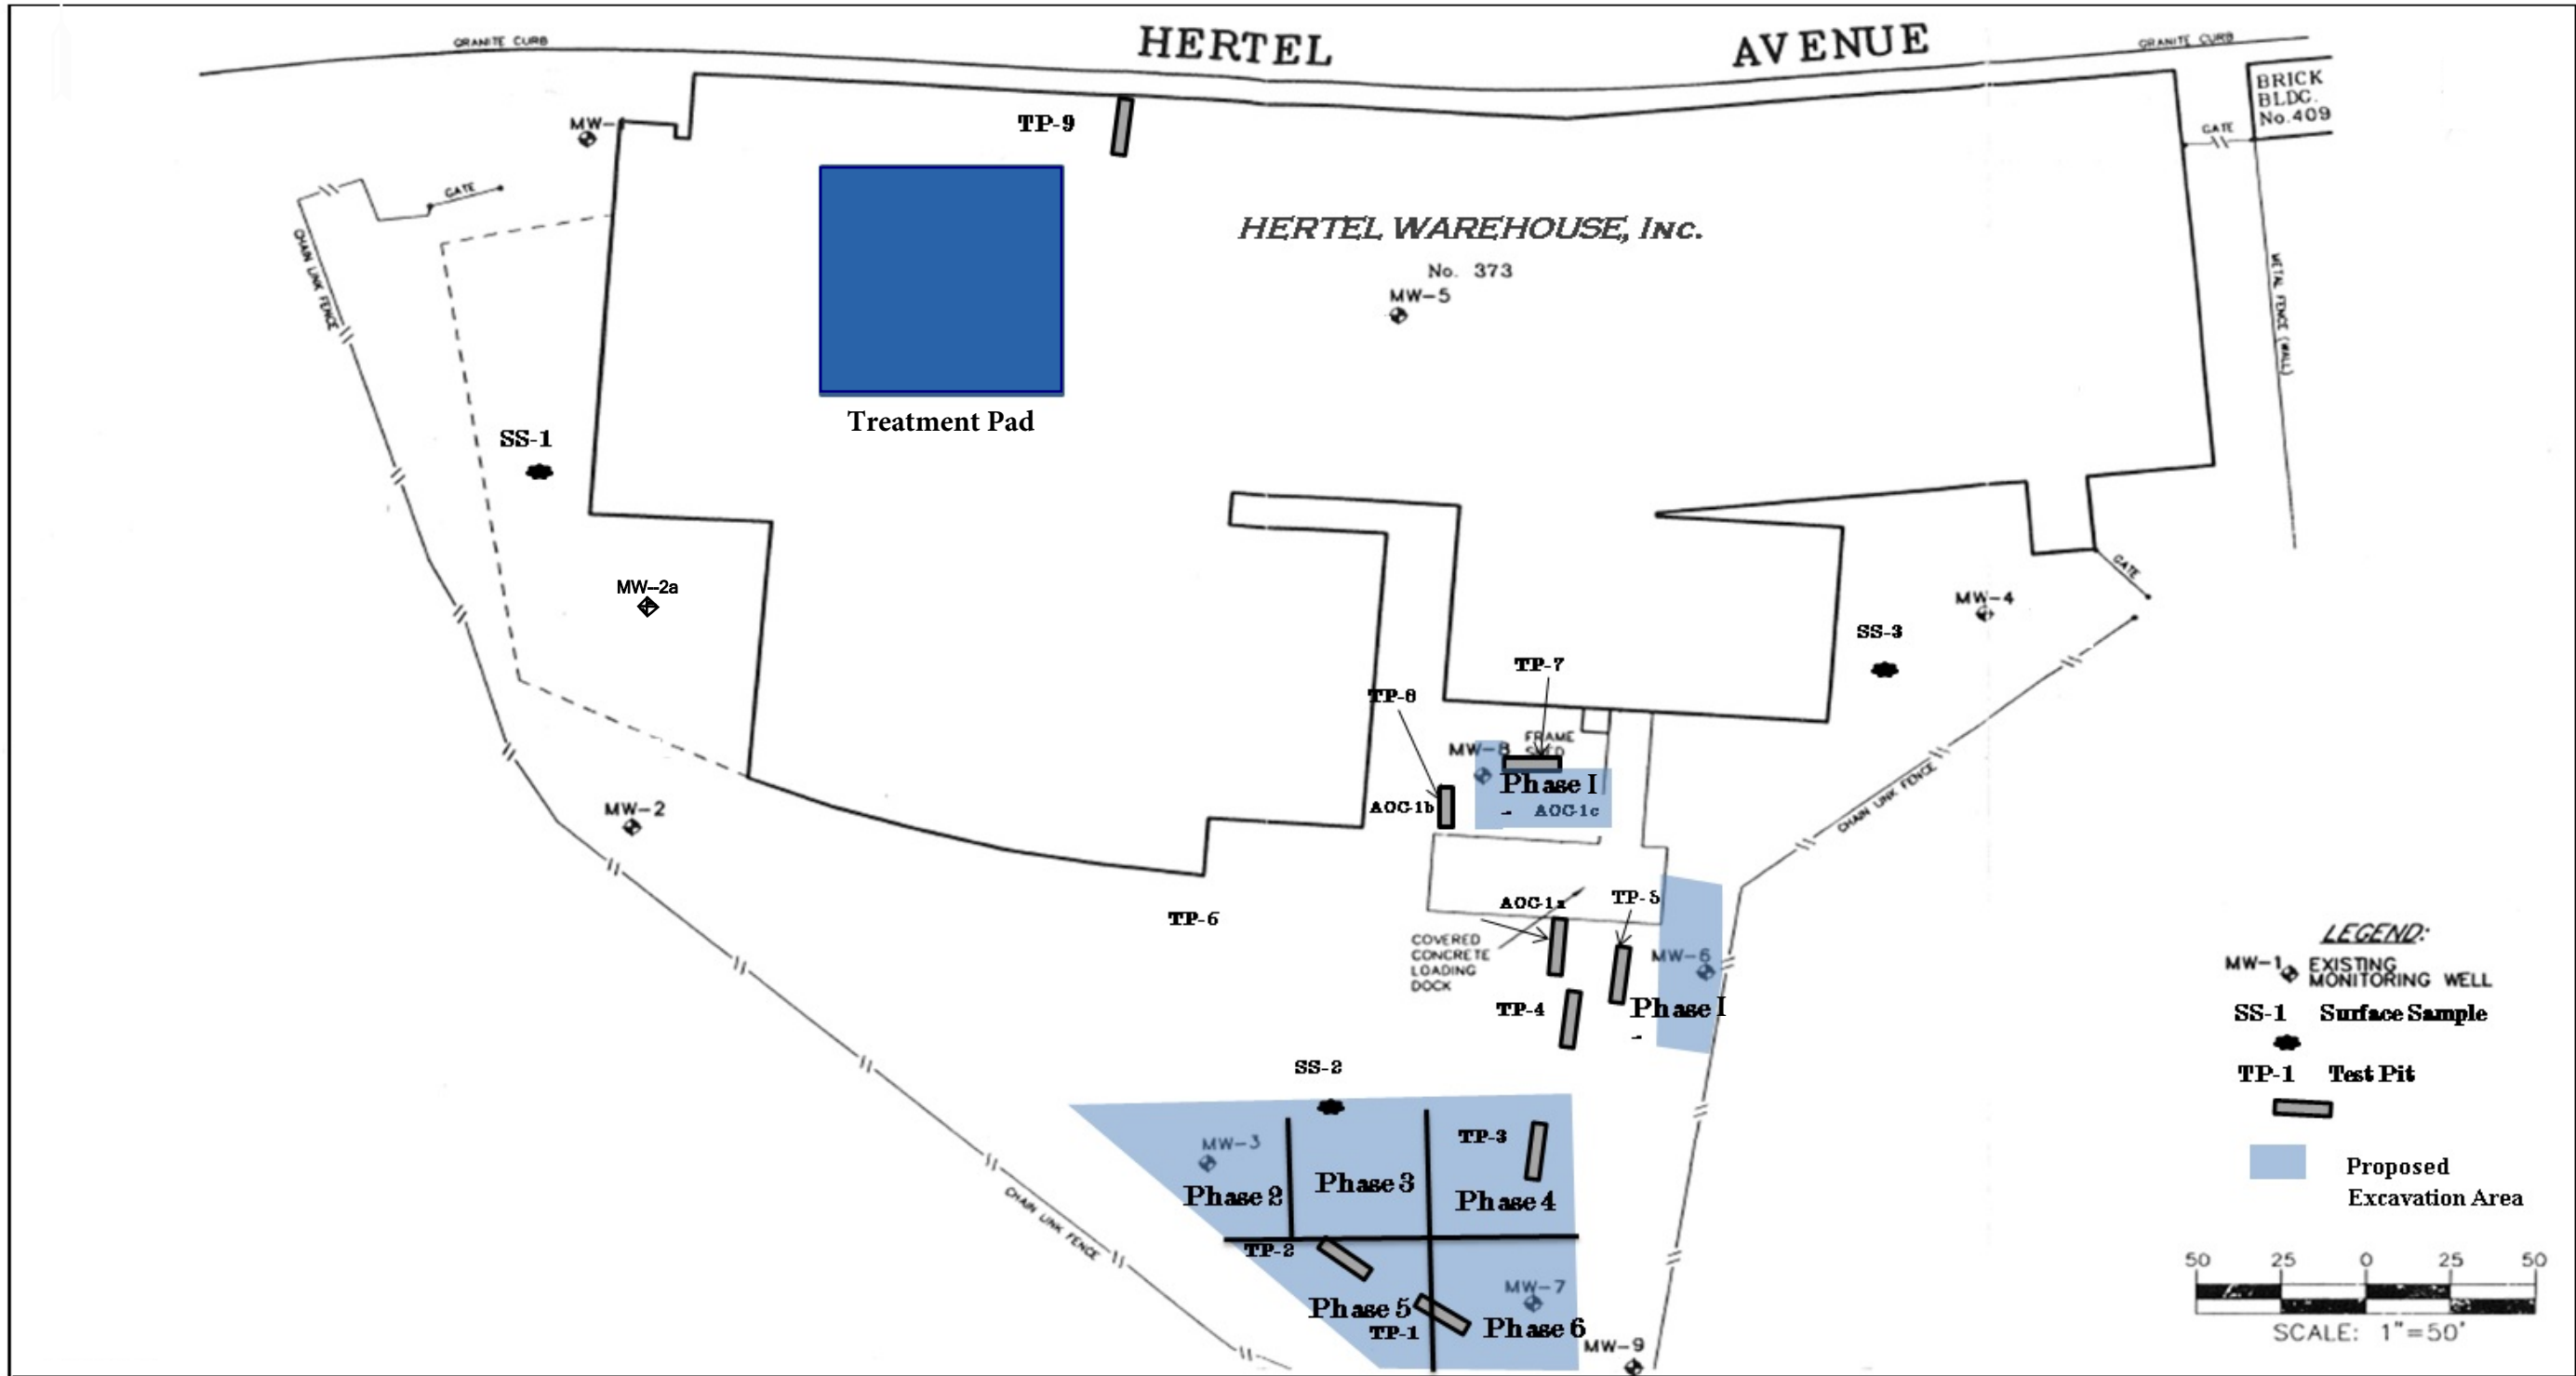 GRANITE CURB
HERTEL AVENUE
GRANITE CURB
BRICK
BLDG.
No.409
GATE
MW-
TP-9
GATE
CHAIN LINK FENCE
HERTEL WAREHOUSE, Inc.
No. 373
MW-5
METAL FENCE (WALL)
Treatment Pad
SS-1
MW-2a
GATE
MW-4
SS-3
TP-7
TP-8
FRAME
MW-8
Phase I
-
AOC-1b
AOC-1c
MW-2
CHAIN LINK FENCE
TP-6
AOC-1a
TP-5
COVERED
CONCRETE
LOADING
DOCK
MW-6
TP-4
Phase I
-
SS-2
MW-3
TP-3
Phase 2
Phase 3
Phase 4
CHAIN LINK FENCE
TP-2
MW-7
Phase 5
TP-1
Phase 6
MW-9
LEGEND:
MW-1 EXISTING
MONITORING WELL
SS-1 Surface Sample
TP-1 Test Pit
Proposed
Excavation Area
50 25 0 25 50
SCALE: 1"=50'